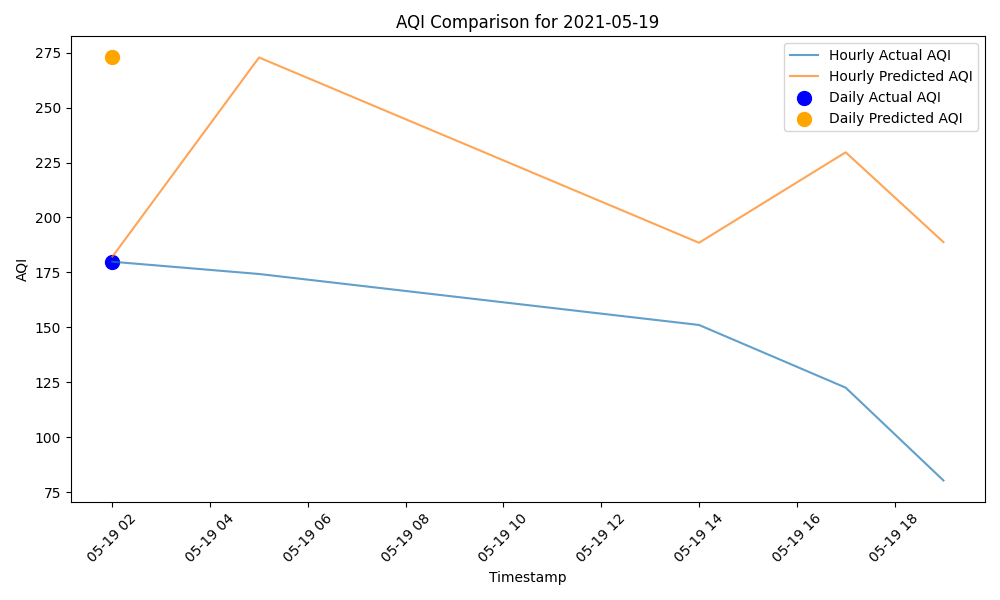 AQI Comparison for 2021-05-19
Hourly Actual AQI
Hourly Predicted AQI
Daily Actual AQI
Daily Predicted AQI
AQI
275
250
225
200
175
150
125
100
75
05-19 02
05-19 04
05-19 06
05-19 08
05-19 10
05-19 12
05-19 14
05-19 16
05-19 18
Timestamp